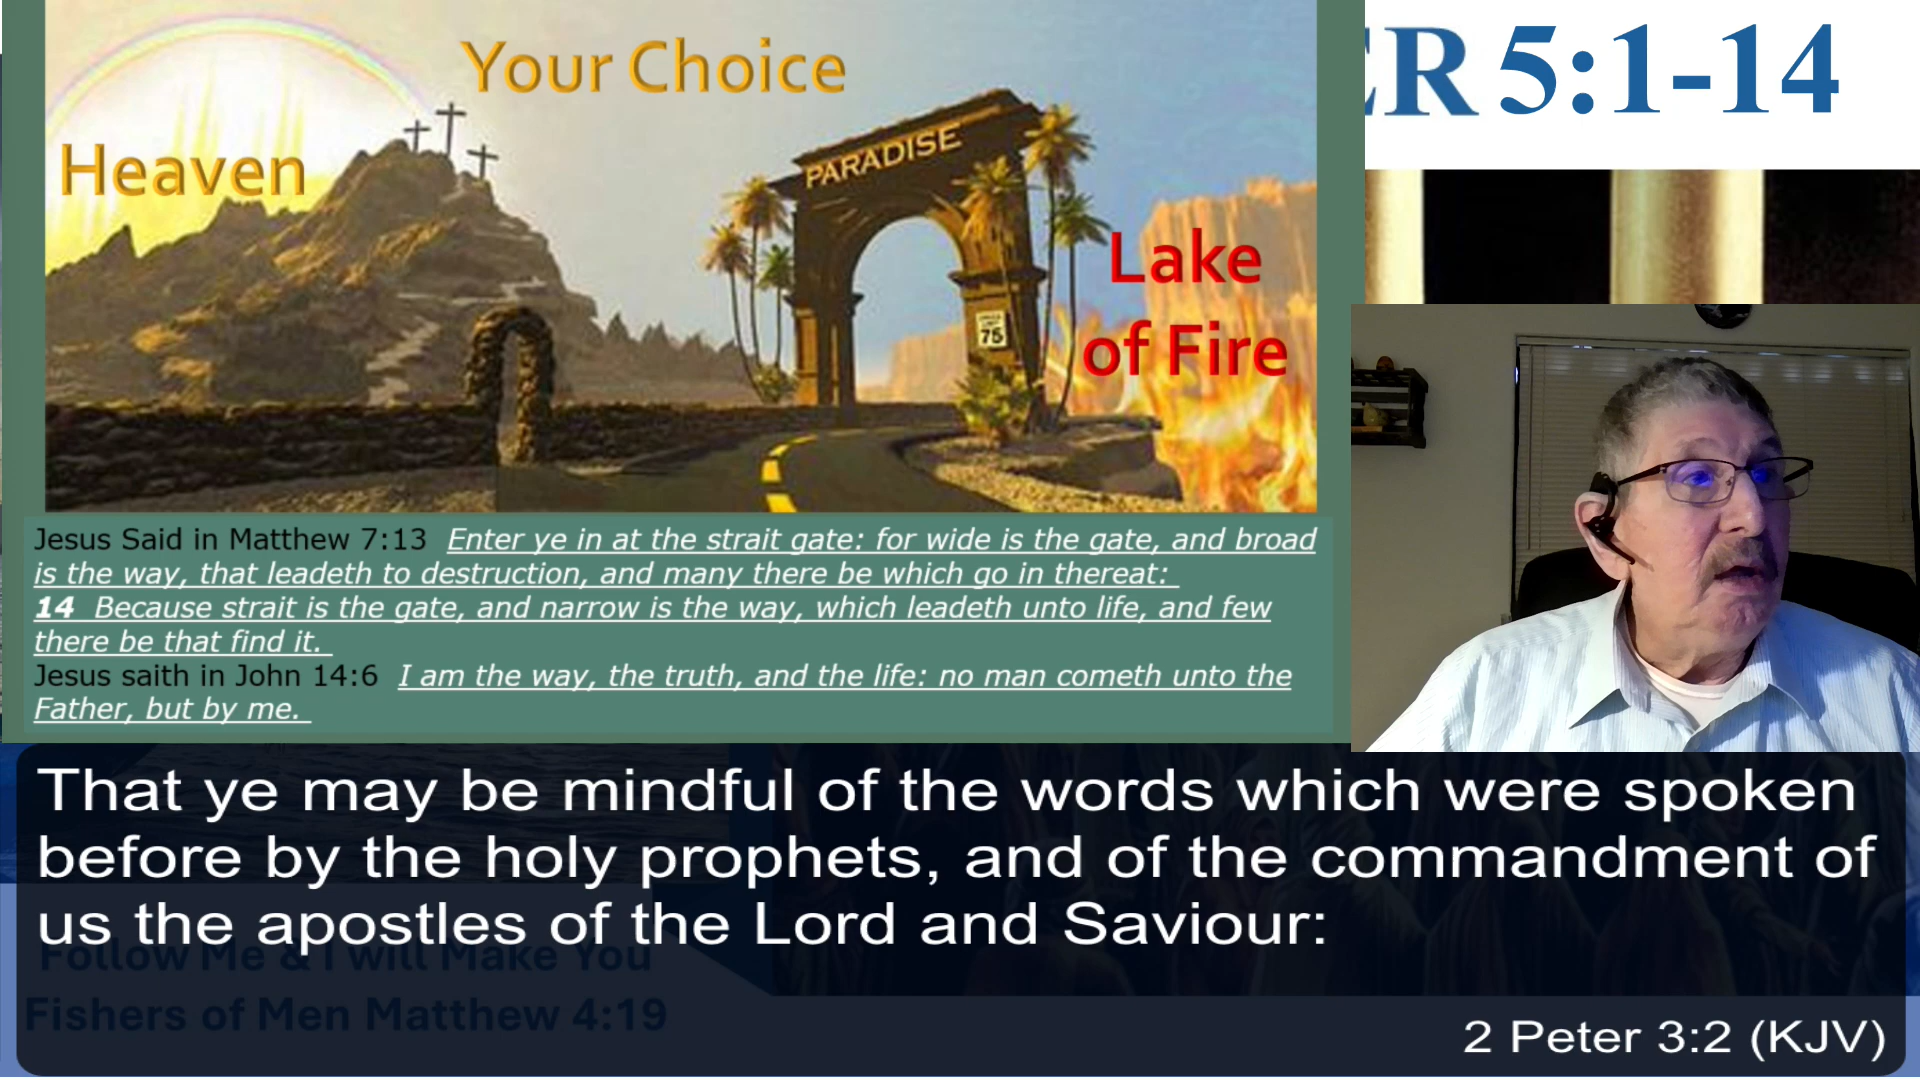 Your Choice
Heaven
PARADISE
75
Lake
of Fire
ER 5:1-14
Jesus Said in Matthew 7:13 Enter ye in at the strait gate: for wide is the gate, and broad
is the way, that leadeth to destruction, and many there be which go in thereat:
14 Because strait is the gate, and narrow is the way, which leadeth unto life, and few
there be that find it.
Jesus saith in John 14:6 I am the way, the truth, and the life: no man cometh unto the
Father, but by me.
That ye may be mindful of the words which were spoken
before by the holy prophets, and of the commandment of
us the apostles of the Lord and Saviour:
Follow Me & I will Make You
Fishers of Men Matthew 4:19
2 Peter 3:2 (KJV)